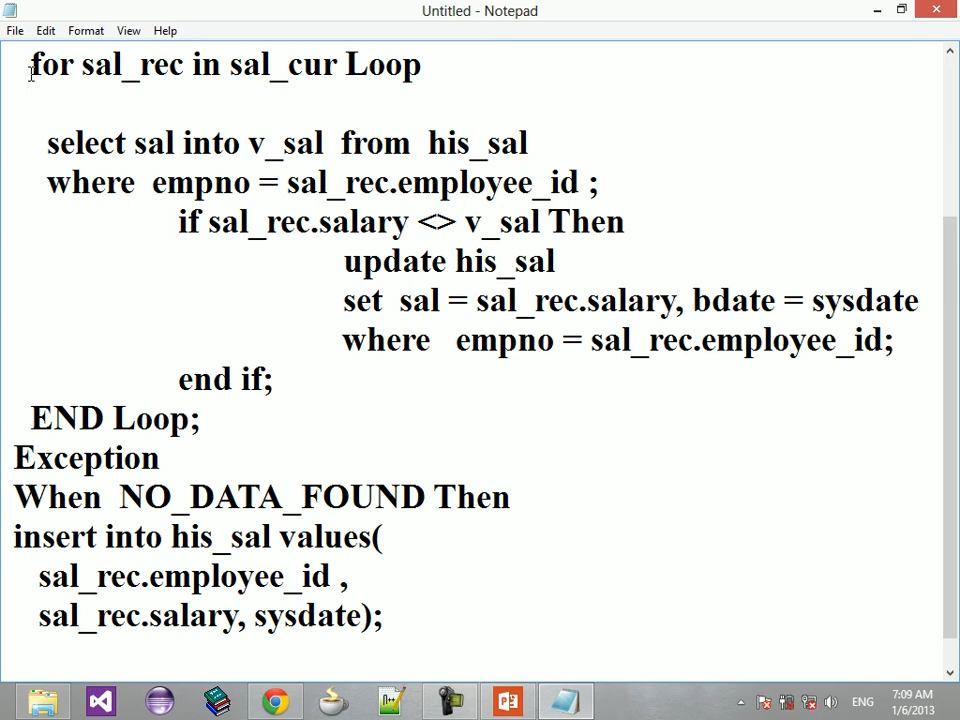 Untitled - Notepad
File Edit Format View Help
for sal_rec in sal_cur Loop
select sal into v_sal from his_sal
where empno = sal_rec.employee_id ;
if sal_rec.salary <> v_sal Then
update his_sal
set sal = sal_rec.salary, bdate = sysdate
where empno = sal_rec.employee_id;
end if;
END Loop;
Exception
When NO_DATA_FOUND Then
insert into his_sal values(
sal_rec.employee_id ,
sal_rec.salary, sysdate);
ENG
7:09 AM
1/6/2013